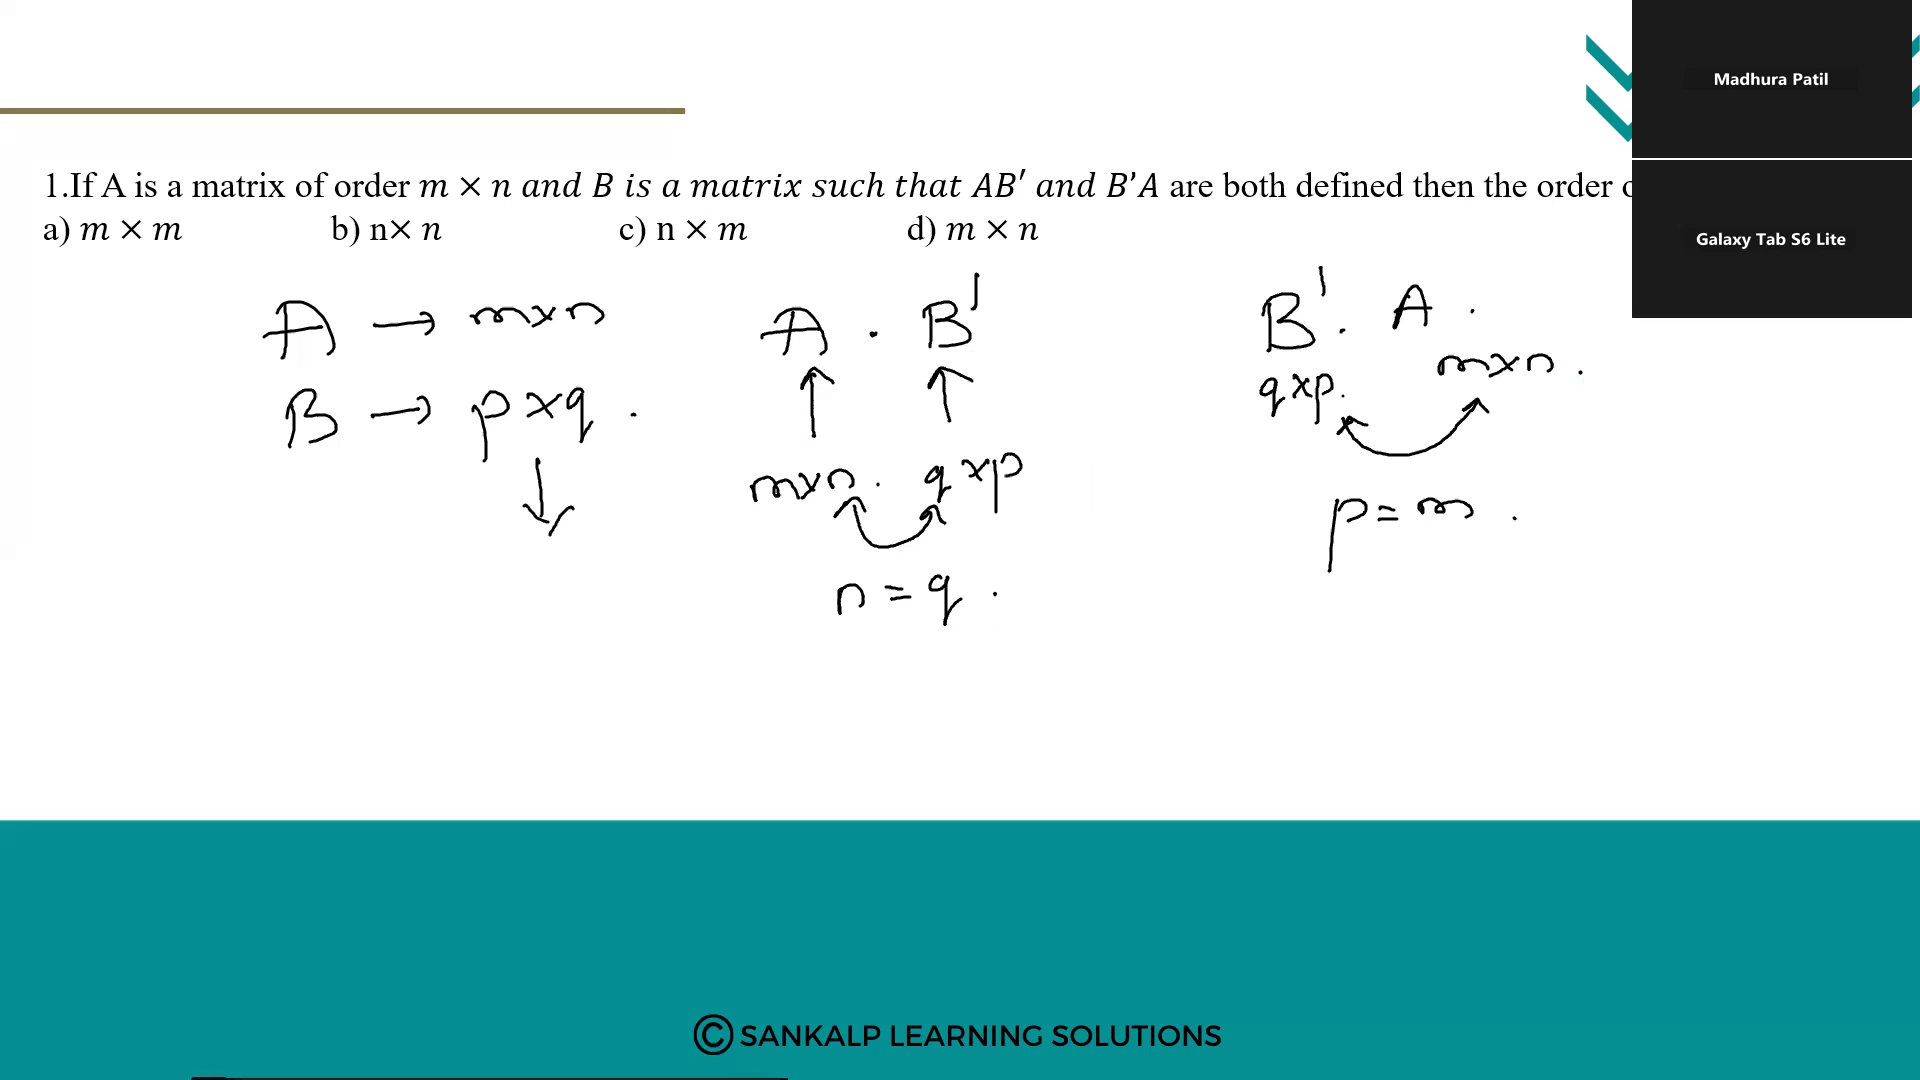 Madhura Patil
1.If A is a matrix of order m × n and B is a matrix such that AB′ and B’A are both defined then the order
Galaxy Tab S6 Lite
a) m × m b) n× n c) n × m d) m × n
A → m×n
B → p×q .
A . B'
m×n . q×p
n = q .
B' . A .
q×p . m×n .
p = m .
© SANKALP LEARNING SOLUTIONS